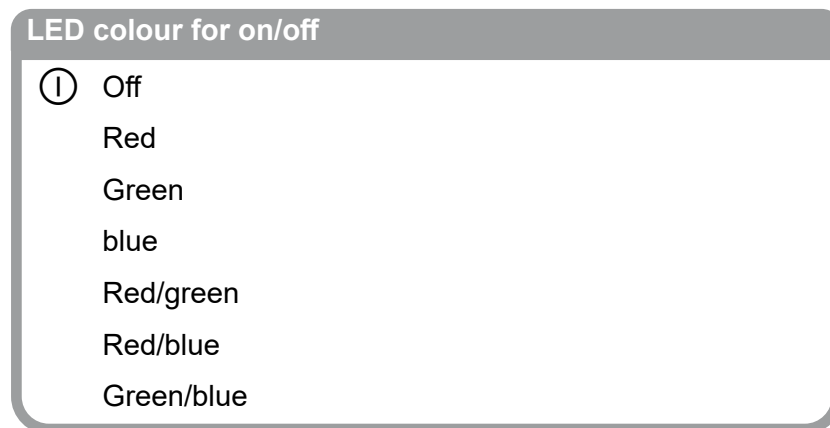 LED colour for on/off
Off
Red
Green
blue
Red/green
Red/blue
Green/blue